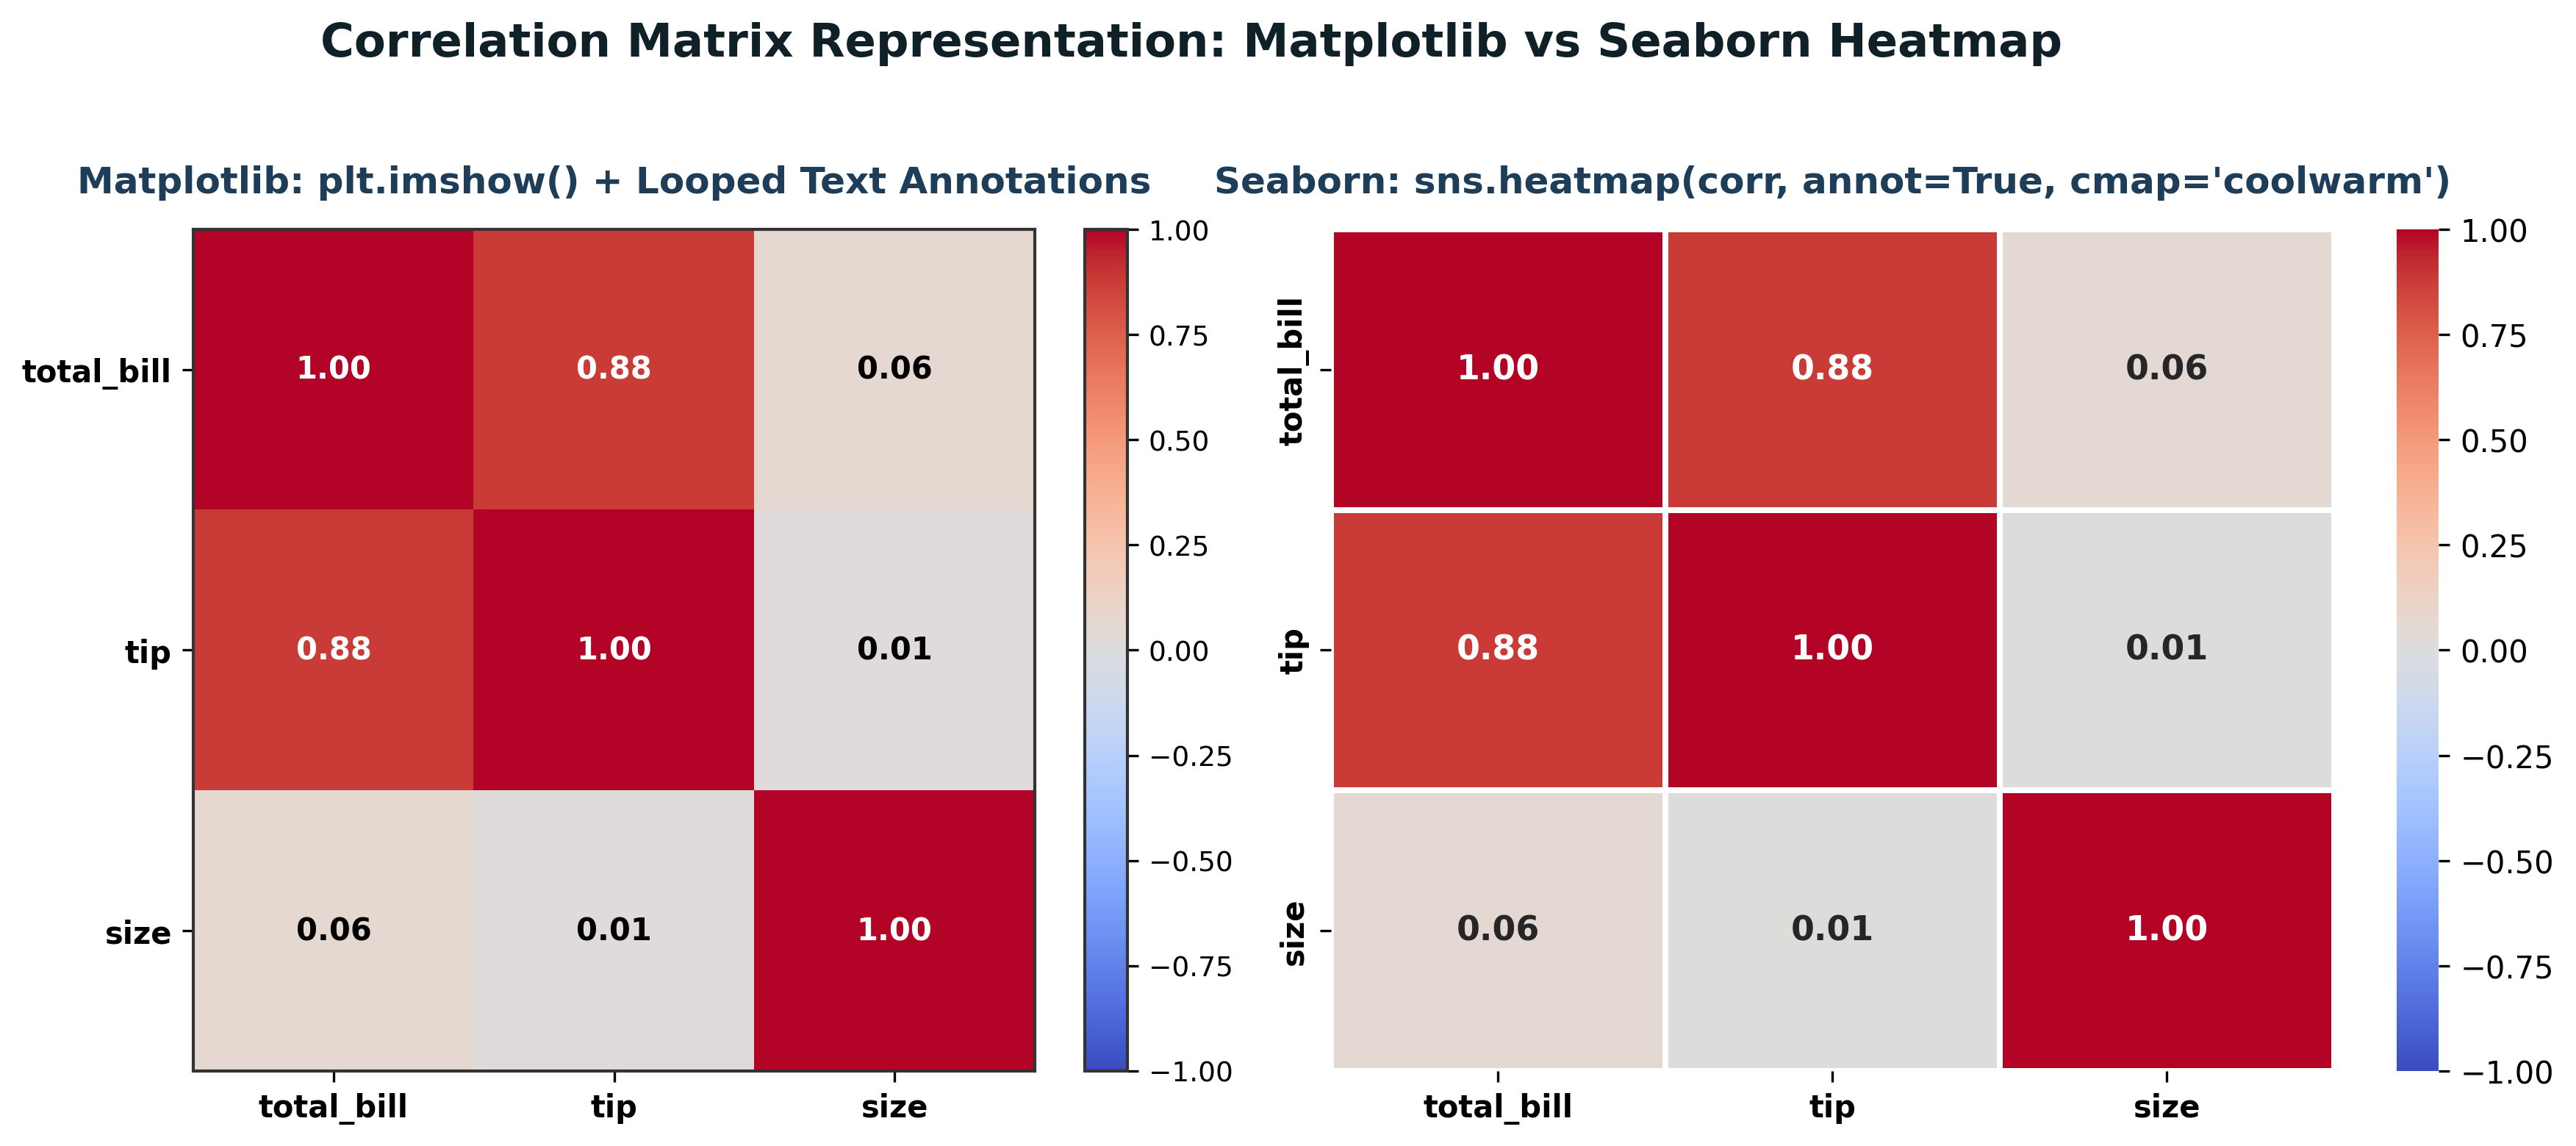 Correlation Matrix Representation: Matplotlib vs Seaborn Heatmap
Matplotlib: plt.imshow() + Looped Text Annotations
total_bill 1.00 0.88 0.06
tip 0.88 1.00 0.01
size 0.06 0.01 1.00
total_bill tip size
1.00
0.75
0.50
0.25
0.00
−0.25
−0.50
−0.75
−1.00
Seaborn: sns.heatmap(corr, annot=True, cmap='coolwarm')
total_bill 1.00 0.88 0.06
tip 0.88 1.00 0.01
size 0.06 0.01 1.00
total_bill tip size
1.00
0.75
0.50
0.25
0.00
−0.25
−0.50
−0.75
−1.00